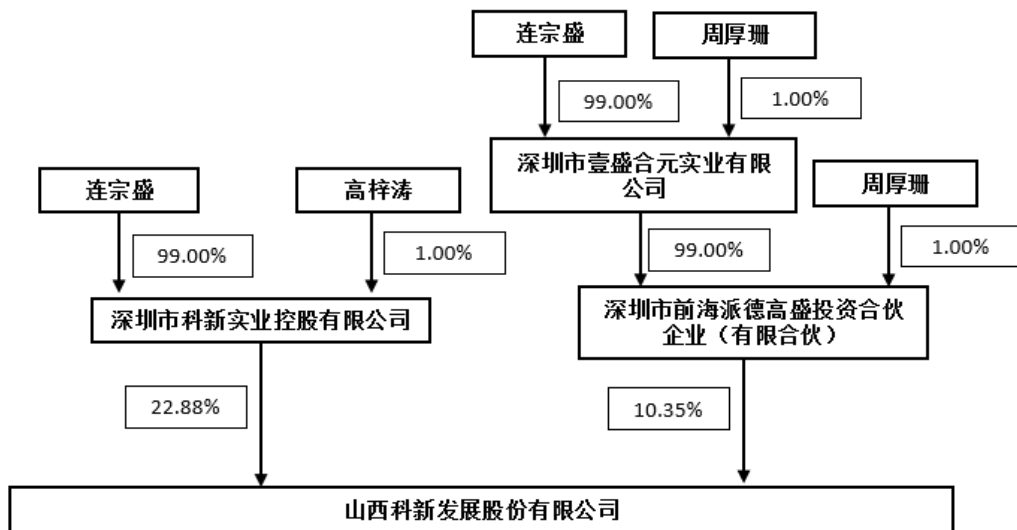 连宗盛
周厚珊
99.00%
1.00%
深圳市壹盛合元实业有限
公司
连宗盛
高梓涛
周厚珊
99.00%
1.00%
99.00%
1.00%
深圳市科新实业控股有限公司
深圳市前海派德高盛投资合伙
企业（有限合伙）
22.88%
10.35%
山西科新发展股份有限公司